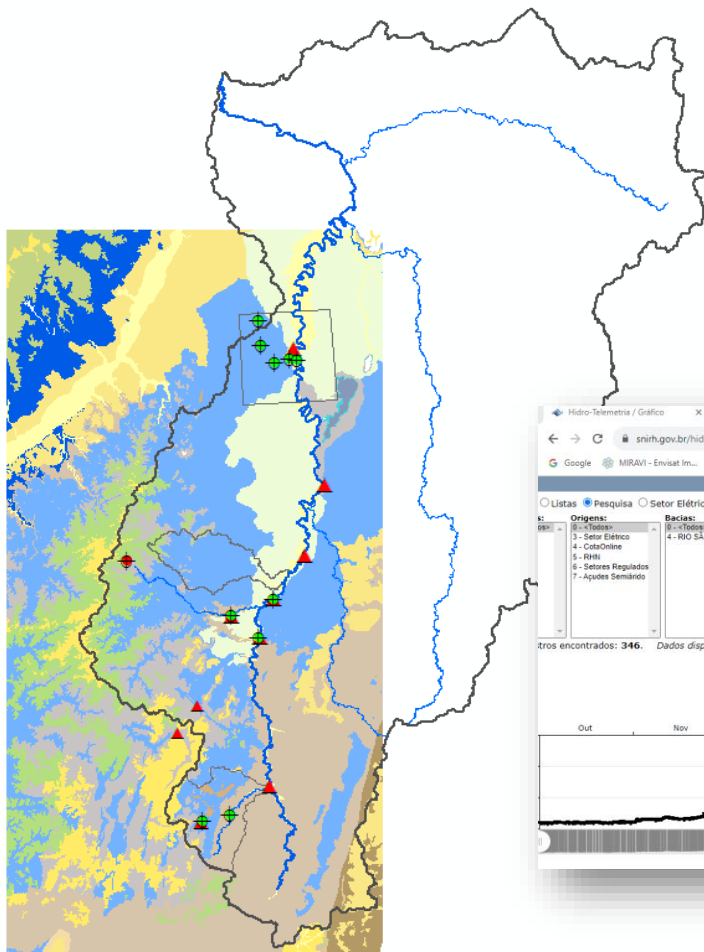 Hidro-Telemetria / Gráfico
snirh.gov.br/hid
Google MIRAVI - Envisat Im...
Listas Pesquisa Setor Elétric
s: Origens: Bacias:
0 - <Todos> 0 - <Todos
3 - Setor Elétrico 4 - RIO SÃ
4 - CotaOnline
5 - RHN
6 - Setores Regulados
7 - Açudes Semiárido
stros encontrados: 346. Dados disp
Out Nov